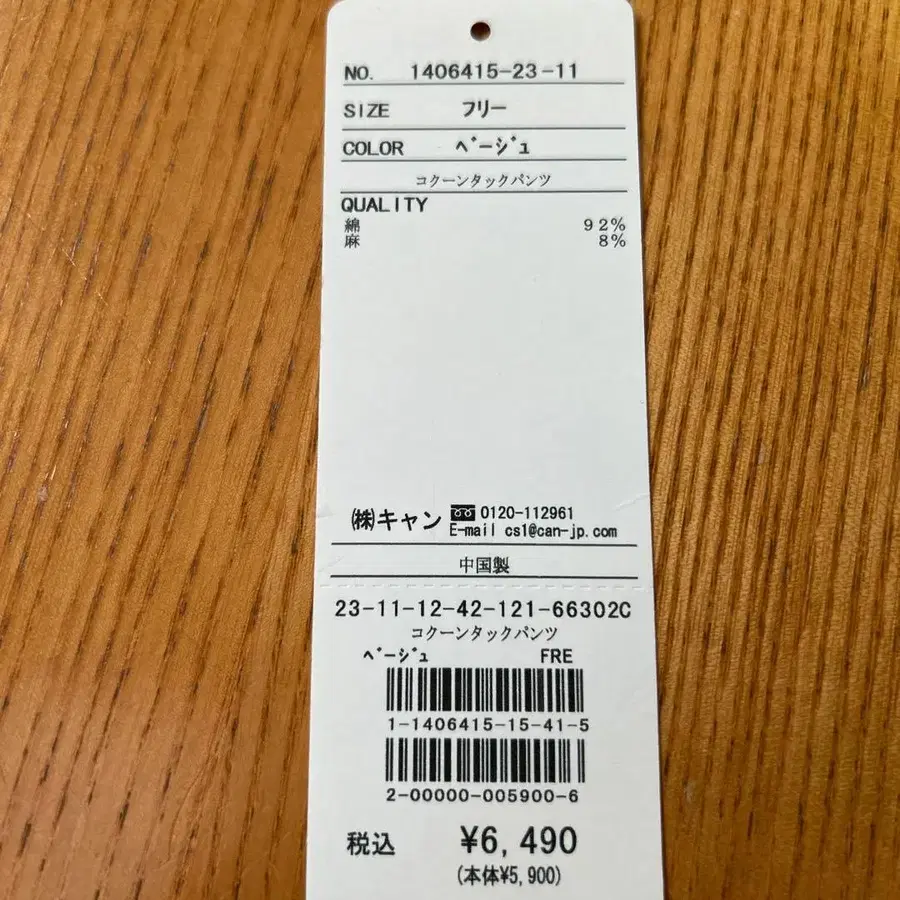 NO. 1406415-23-11
SIZE フリー
COLOR ベージュ
コクーンタックパンツ
QUALITY
綿 92%
麻 8%
㈱キャン 0120-112961
E-mail cs1@can-jp.com
中国製
23-11-12-42-121-66302C
コクーンタックパンツ
ベージュ FRE
1-1406415-15-41-5
2-00000-005900-6
税込 ¥6,490
(本体¥5,900)